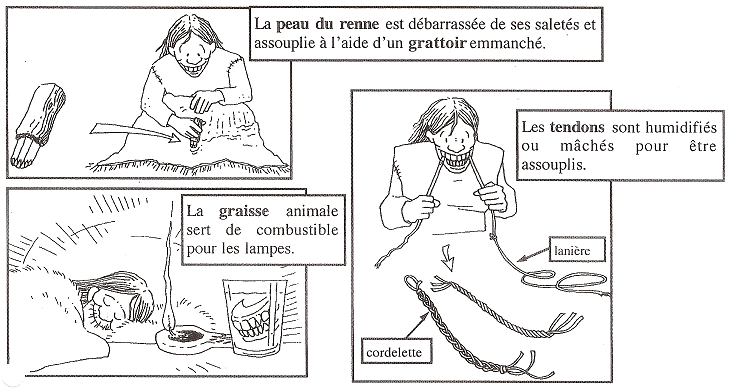 La peau du renne est débarrassée de ses saletés et
assouplie à l'aide d'un grattoir emmanché.
Les tendons sont humidifiés
ou mâchés pour être
assouplis.
La graisse animale
sert de combustible
pour les lampes.
lanière
cordelette